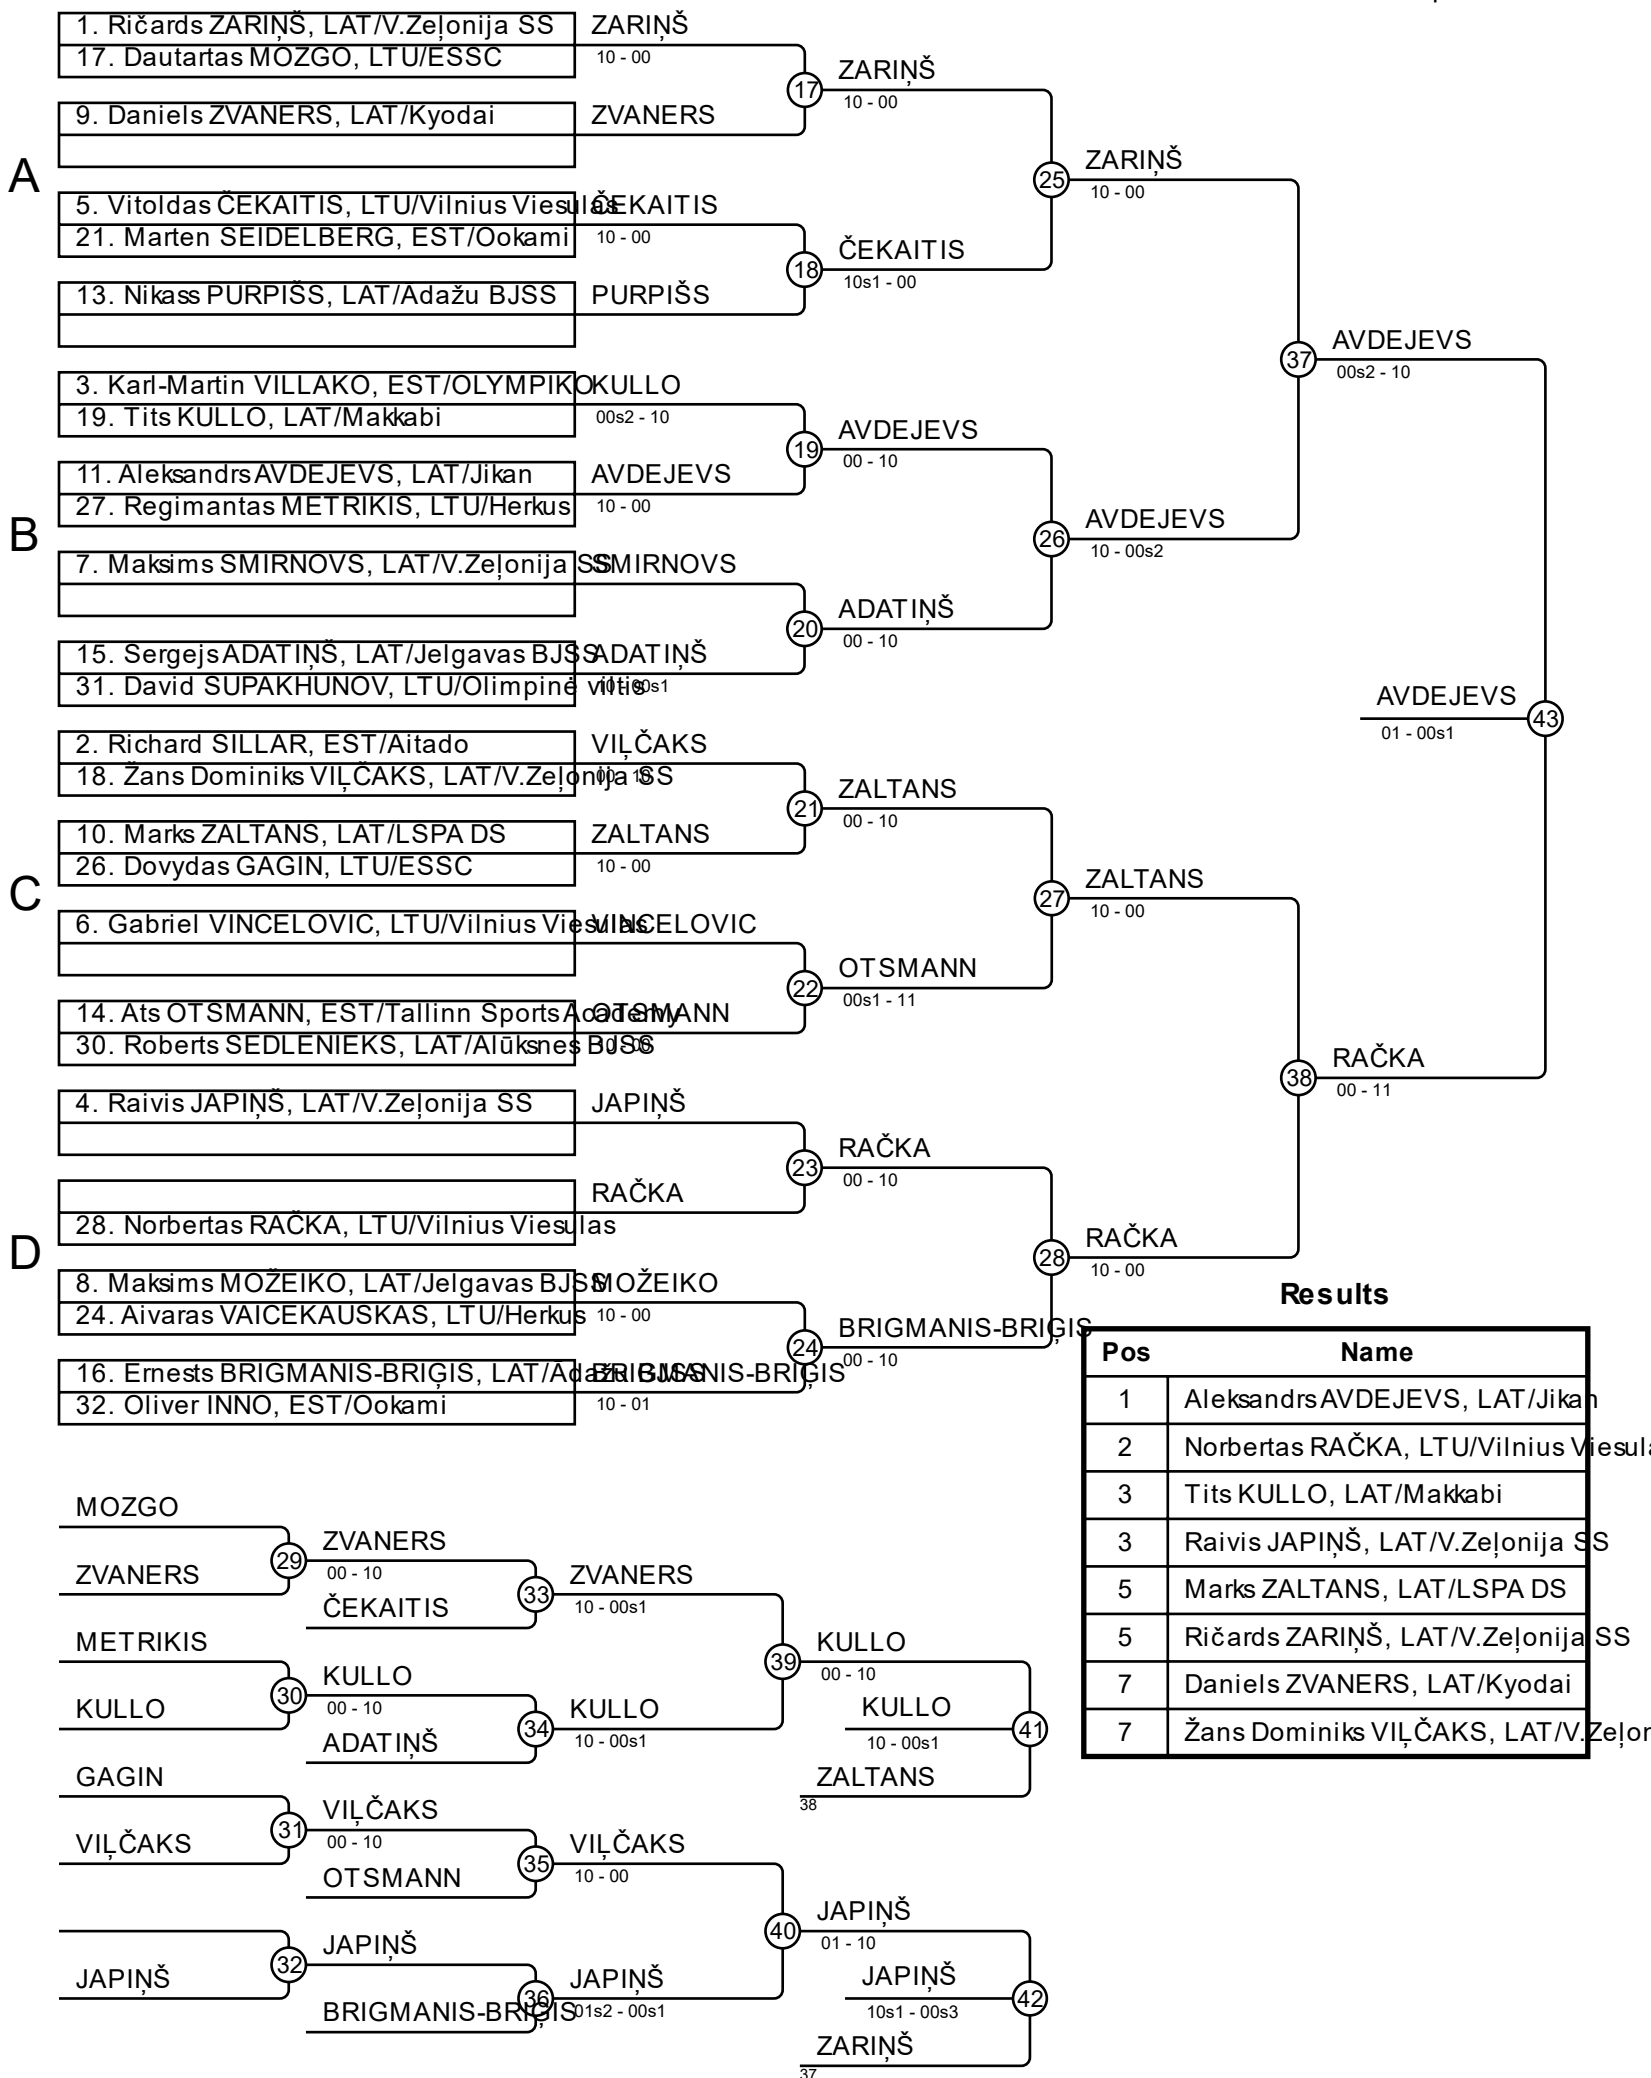 1. Ričards ZARIŅŠ, LAT/V.Zeļonija SS
ZARIŅŠ
17. Dautartas MOZGO, LTU/ESSC
10 - 00
17
ZARIŅŠ
10 - 00
9. Daniels ZVANERS, LAT/Kyodai
ZVANERS
A
25
ZARIŅŠ
10 - 00
5. Vitoldas ČEKAITIS, LTU/Vilnius Viesulas
ČEKAITIS
21. Marten SEIDELBERG, EST/Ookami
10 - 00
18
ČEKAITIS
10s1 - 00
13. Nikass PURPIŠS, LAT/Adažu BJSS
PURPIŠS
37
AVDEJEVS
00s2 - 10
3. Karl-Martin VILLAKO, EST/OLYMPIKO
KULLO
19. Tits KULLO, LAT/Makkabi
00s2 - 10
19
AVDEJEVS
00 - 10
11. Aleksandrs AVDEJEVS, LAT/Jikan
AVDEJEVS
27. Regimantas METRIKIS, LTU/Herkus
10 - 00
B
26
AVDEJEVS
10 - 00s2
7. Maksims SMIRNOVS, LAT/V.Zeļonija SS
SMIRNOVS
20
ADATIŅŠ
00 - 10
15. Sergejs ADATIŅŠ, LAT/Jelgavas BJSS
ADATIŅŠ
31. David SUPAKHUNOV, LTU/Olimpinė viltis
10 - 00s1
43
AVDEJEVS
01 - 00s1
2. Richard SILLAR, EST/Aitado
VIĻČAKS
18. Žans Dominiks VIĻČAKS, LAT/V.Zeļonija SS
00 - 10
21
ZALTANS
00 - 10
10. Marks ZALTANS, LAT/LSPA DS
ZALTANS
26. Dovydas GAGIN, LTU/ESSC
10 - 00
C
27
ZALTANS
10 - 00
6. Gabriel VINCELOVIC, LTU/Vilnius Viesulas
VINCELOVIC
22
OTSMANN
00s1 - 11
14. Ats OTSMANN, EST/Tallinn Sports Academy
OTSMANN
30. Roberts SEDLENIEKS, LAT/Alūksnes BJSS
10 - 00
38
RAČKA
00 - 11
4. Raivis JAPIŅŠ, LAT/V.Zeļonija SS
JAPIŅŠ
23
RAČKA
00 - 10
RAČKA
28. Norbertas RAČKA, LTU/Vilnius Viesulas
D
28
RAČKA
10 - 00
8. Maksims MOŽEIKO, LAT/Jelgavas BJSS
MOŽEIKO
24. Aivaras VAICEKAUSKAS, LTU/Herkus
10 - 00
24
BRIGMANIS-BRIĢIS
00 - 10
16. Ernests BRIGMANIS-BRIĢIS, LAT/Ādažu BJSS
BRIGMANIS-BRIĢIS
32. Oliver INNO, EST/Ookami
10 - 01
Results
Pos Name
1 Aleksandrs AVDEJEVS, LAT/Jikan
2 Norbertas RAČKA, LTU/Vilnius
3 Tits KULLO, LAT/Makkabi
3 Raivis JAPIŅŠ, LAT/V.Zeļonija SS
5 Marks ZALTANS, LAT/LSPA DS
5 Ričards ZARIŅŠ, LAT/V.Zeļonija SS
7 Daniels ZVANERS, LAT/Kyodai
7 Žans Dominiks VIĻČAKS,
MOZGO
29
ZVANERS
00 - 10
ZVANERS
33
ZVANERS
10 - 00s1
ČEKAITIS
METRIKIS
39
KULLO
00 - 10
30
KULLO
00 - 10
KULLO
34
KULLO
10 - 00s1
41
KULLO
10 - 00s1
ADATIŅŠ
GAGIN
ZALTANS
38
31
VIĻČAKS
00 - 10
VIĻČAKS
35
VIĻČAKS
10 - 00
OTSMANN
40
JAPIŅŠ
01 - 10
32
JAPIŅŠ
JAPIŅŠ
36
JAPIŅŠ
01s2 - 00s1
42
JAPIŅŠ
10s1 - 00s3
BRIGMANIS-BRIĢIS
ZARIŅŠ
37